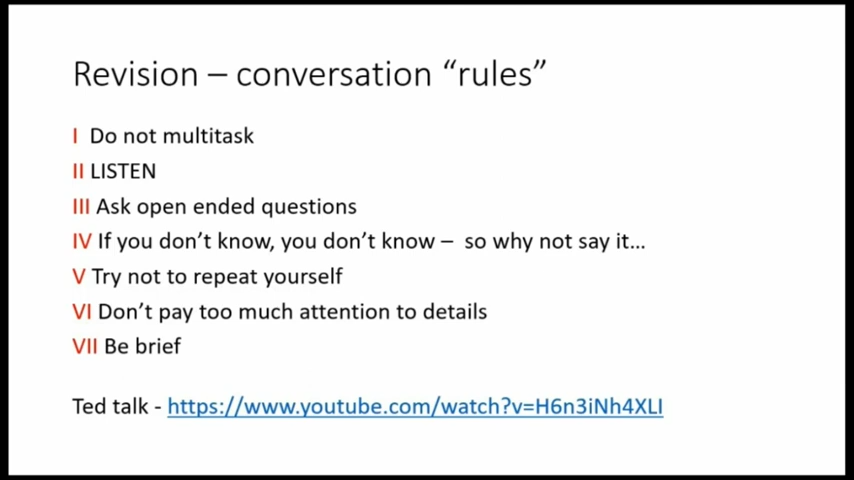 Revision – conversation “rules”
I Do not multitask
II LISTEN
III Ask open ended questions
IV If you don’t know, you don’t know – so why not say it…
V Try not to repeat yourself
VI Don’t pay too much attention to details
VII Be brief
Ted talk - https://www.youtube.com/watch?v=H6n3iNh4XLI